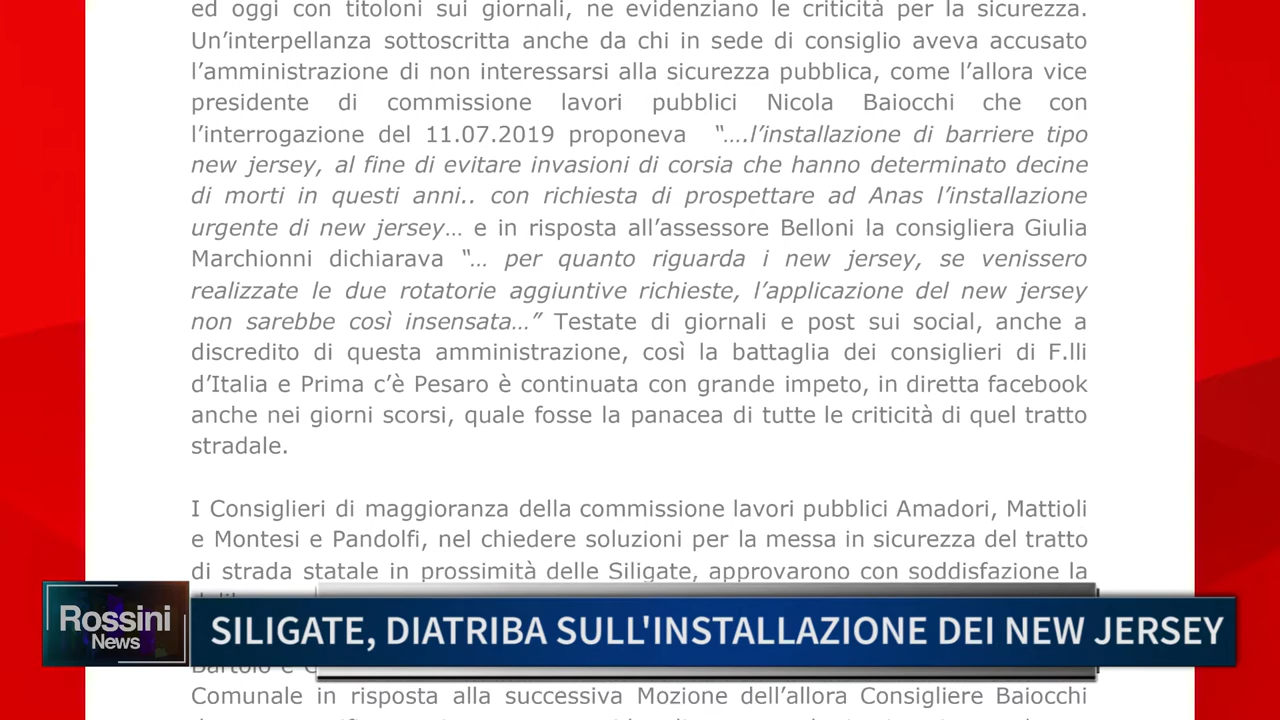 ed oggi con titoloni sui giornali, ne evidenziano le criticità per la sicurezza.
Un’interpellanza sottoscritta anche da chi in sede di consiglio aveva accusato
l’amministrazione di non interessarsi alla sicurezza pubblica, come l’allora vice
presidente di commissione lavori pubblici Nicola Baiocchi che con
l’interrogazione del 11.07.2019 proponeva “….l’installazione di barriere tipo
new jersey, al fine di evitare invasioni di corsia che hanno determinato decine
di morti in questi anni.. con richiesta di prospettare ad Anas l’installazione
urgente di new jersey… e in risposta all’assessore Belloni la consigliera Giulia
Marchionni dichiarava “… per quanto riguarda i new jersey, se venissero
realizzate le due rotatorie aggiuntive richieste, l’applicazione del new jersey
non sarebbe così insensata…” Testate di giornali e post sui social, anche a
discredito di questa amministrazione, così la battaglia dei consiglieri di F.lli
d’Italia e Prima c’è Pesaro è continuata con grande impeto, in diretta facebook
anche nei giorni scorsi, quale fosse la panacea di tutte le criticità di quel tratto
stradale.
I Consiglieri di maggioranza della commissione lavori pubblici Amadori, Mattioli
e Montesi e Pandolfi, nel chiedere soluzioni per la messa in sicurezza del tratto
di strada statale in prossimità delle Siligate, approvarono con soddisfazione la
Rossini
News
SILIGATE, DIATRIBA SULL'INSTALLAZIONE DEI NEW JERSEY
Comunale in risposta alla successiva Mozione dell’allora Consigliere Baiocchi